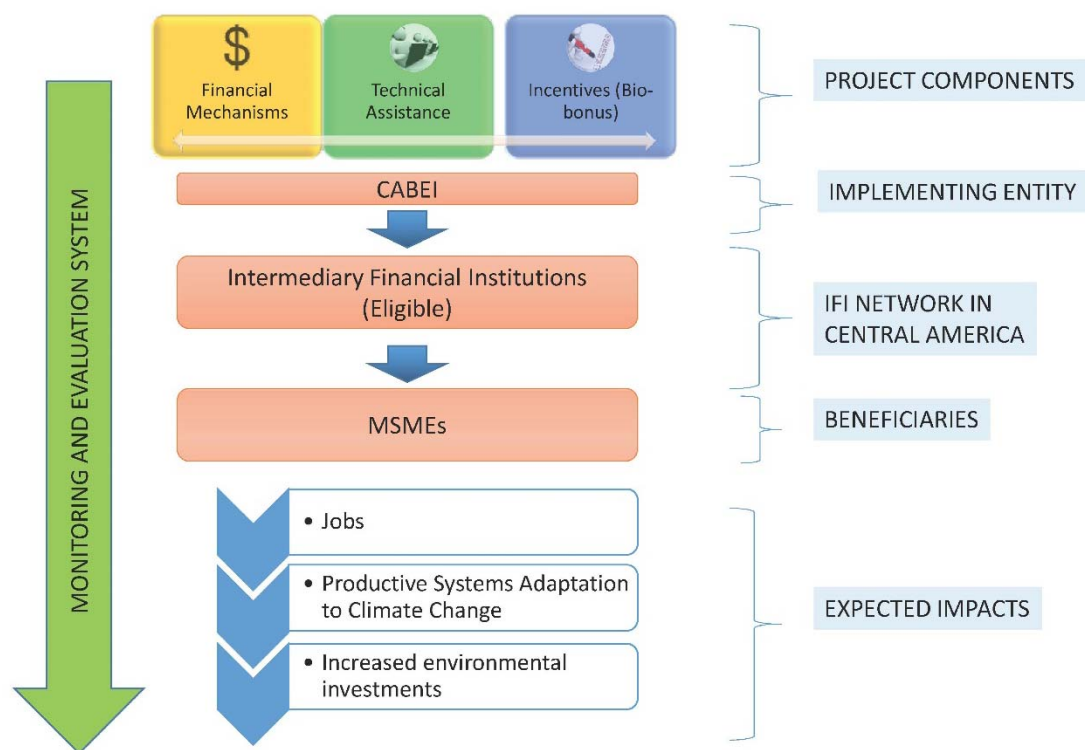 $
Financial
Mechanisms
Technical
Assistance
Incentives (Bio-
bonus)
PROJECT COMPONENTS
CABEI
IMPLEMENTING ENTITY
Intermediary Financial Institutions
(Eligible)
IFI NETWORK IN
CENTRAL AMERICA
MSMEs
BENEFICIARIES
• Jobs
• Productive Systems Adaptation
to Climate Change
• Increased environmental
investments
EXPECTED IMPACTS
MONITORING AND EVALUATION SYSTEM